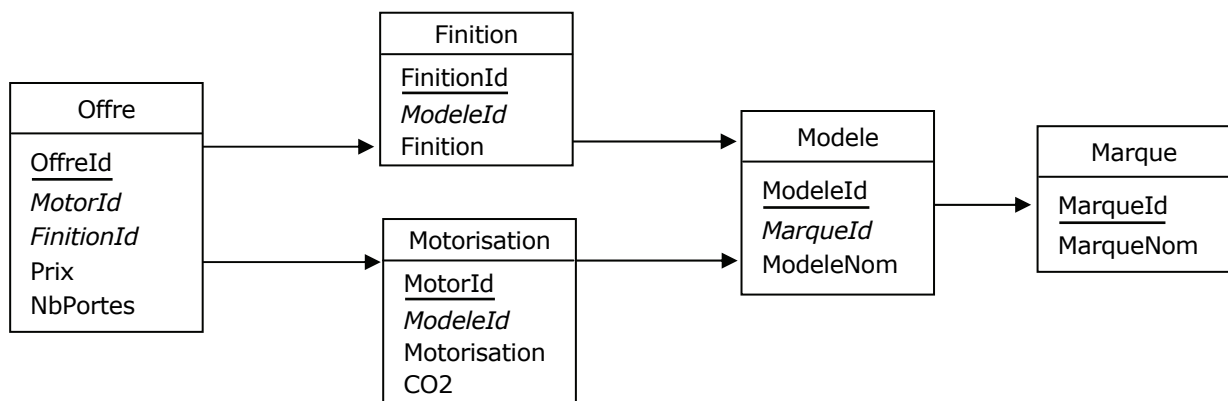 Offre
OffreId
MotorId
FinitionId
Prix
NbPortes
Finition
FinitionId
ModeleId
Finition
Motorisation
MotorId
ModeleId
Motorisation
CO2
Modele
ModeleId
MarqueId
ModeleNom
Marque
MarqueId
MarqueNom